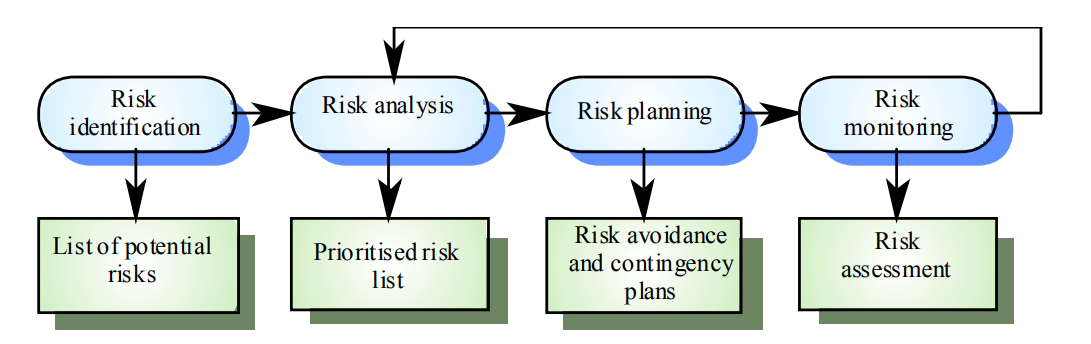 Risk
identification
Risk analysis
Risk planning
Risk
monitoring
List of potential
risks
Prioritised risk
list
Risk avoidance
and contingency
plans
Risk
assessment